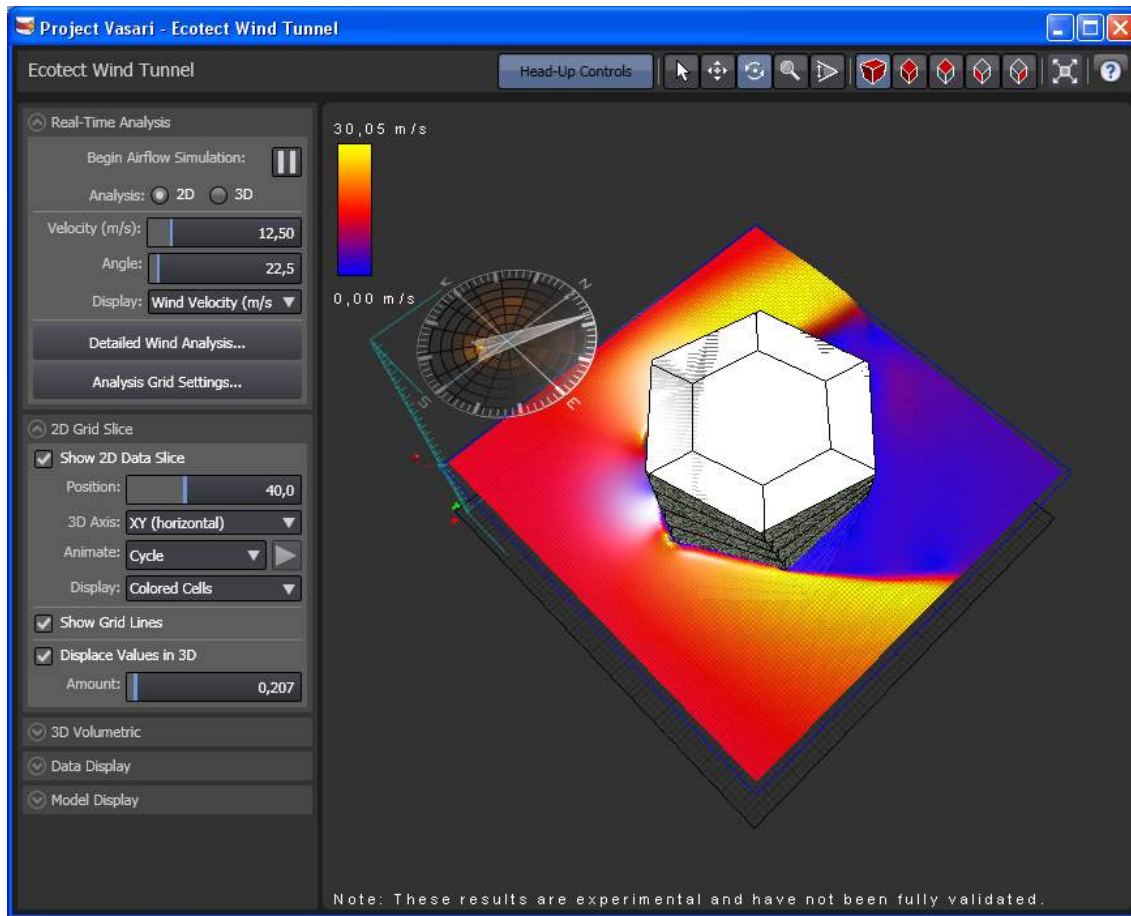 Project Vasari - Ecotect Wind Tunnel
Ecotect Wind Tunnel
Head-Up Controls
?
Real-Time Analysis
Begin Airflow Simulation:
Analysis: 2D 3D
Velocity (m/s): 12,50
Angle: 22,5
Display: Wind Velocity (m/s
Detailed Wind Analysis...
Analysis Grid Settings...
2D Grid Slice
Show 2D Data Slice
Position: 40,0
3D Axis: XY (horizontal)
Animate: Cycle
Display: Colored Cells
Show Grid Lines
Displace Values in 3D
Amount: 0,207
3D Volumetric
Data Display
Model Display
30,05 m/s
0,00 m/s
N
E
S
Note: These results are experimental and have not been fully validated.